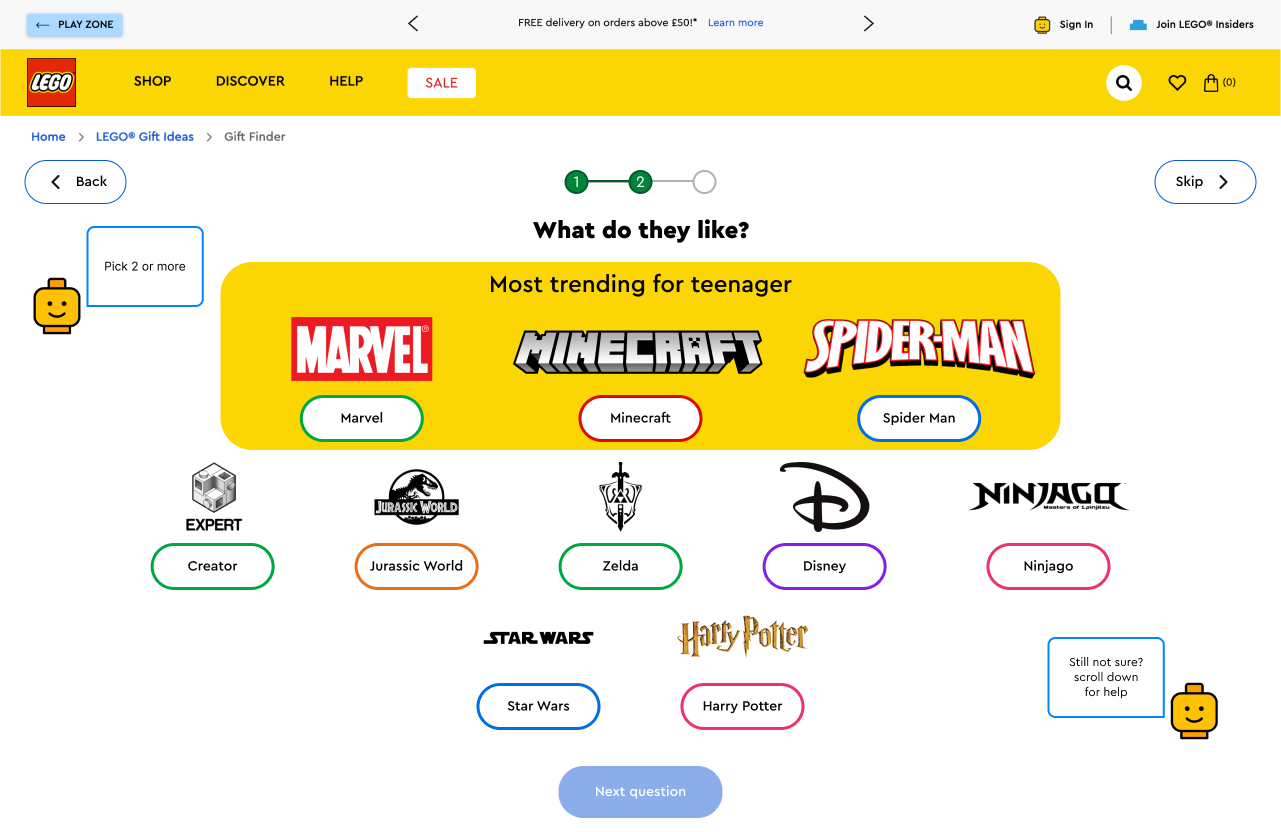 ← PLAY ZONE
FREE delivery on orders above £50!* Learn more
Sign In
Join LEGO® Insiders
LEGO
SHOP
DISCOVER
HELP
SALE
(0)
Home > LEGO® Gift Ideas > Gift Finder
Back
1
2
Skip
What do they like?
Pick 2 or more
Most trending for teenager
MARVEL®
MINECRAFT
SPIDER-MAN
Marvel
Minecraft
Spider Man
EXPERT
JURASSIC WORLD
D
NINJAGO
Masters of Spinjitzu
Creator
Jurassic World
Zelda
Disney
Ninjago
STAR WARS
Harry Potter
Still not sure?
scroll down
for help
Star Wars
Harry Potter
Next question